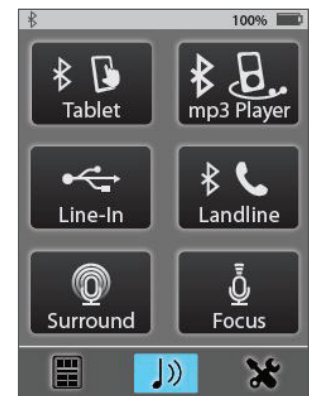 100%
Tablet
mp3 Player
Line-In
Landline
Surround
Focus